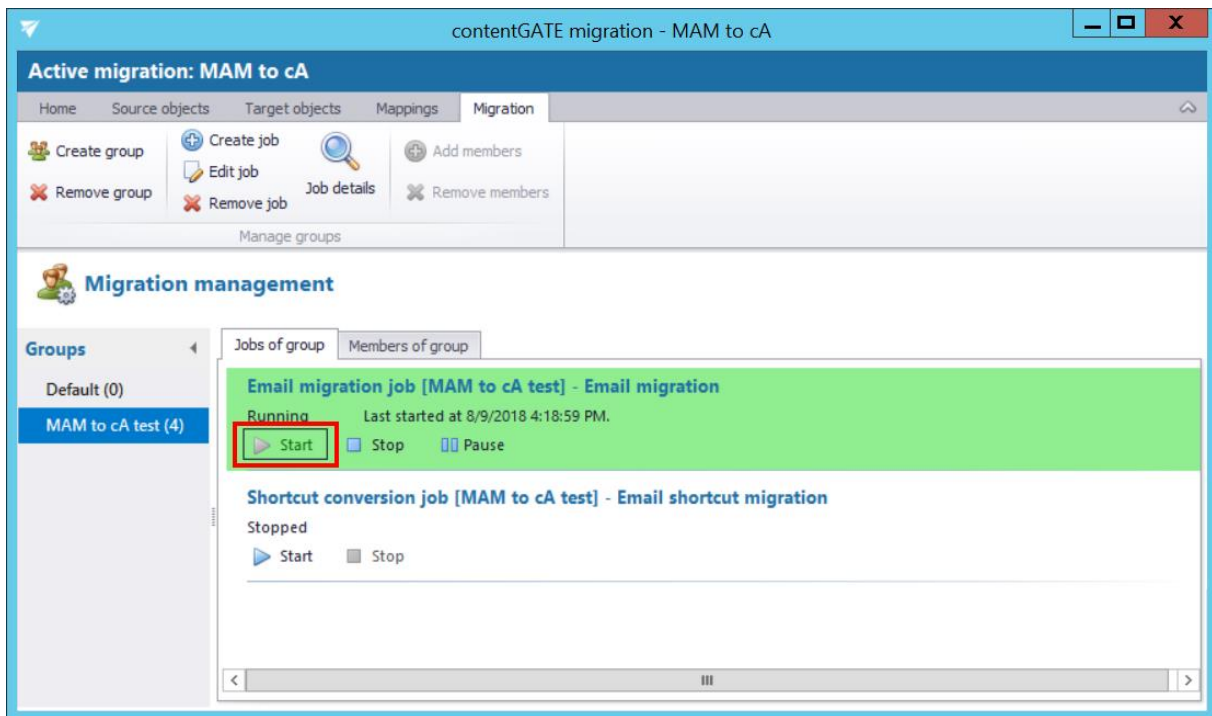 contentGATE migration - MAM to cA
Active migration: MAM to cA
Home Source objects Target objects Mappings Migration
Create group
Remove group
Create job
Edit job
Remove job
Job details
Add members
Remove members
Manage groups
Migration management
Groups
Default (0)
MAM to cA test (4)
Jobs of group Members of group
Email migration job [MAM to cA test] - Email migration
Running Last started at 8/9/2018 4:18:59 PM.
Start Stop Pause
Shortcut conversion job [MAM to cA test] - Email shortcut migration
Stopped
Start Stop